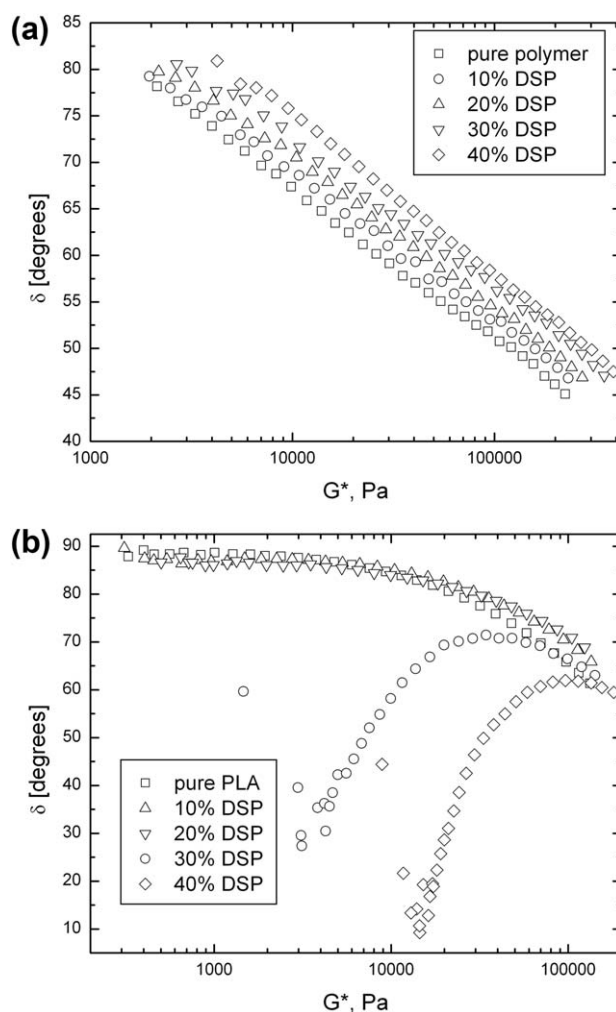 (a)
pure polymer
10% DSP
20% DSP
30% DSP
40% DSP
85
80
75
70
65
60
55
50
45
40
δ [degrees]
1000
10000
100000
G*, Pa
(b)
90
80
70
60
50
40
30
20
10
δ [degrees]
pure PLA
10% DSP
20% DSP
30% DSP
40% DSP
1000
10000
100000
G*, Pa